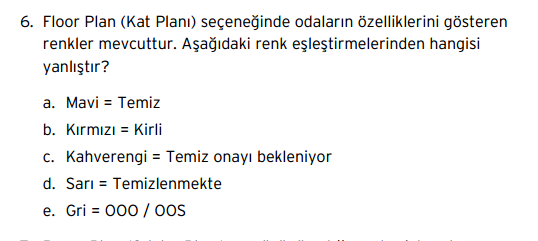 6. Floor Plan (Kat Planı) seçeneğinde odaların özelliklerini gösteren
renkler mevcuttur. Aşağıdaki renk eşleştirmelerinden hangisi
yanlıştır?
a. Mavi = Temiz
b. Kırmızı = Kirli
c. Kahverengi = Temiz onayı bekleniyor
d. Sarı = Temizlenmekte
e. Gri = OOO / OOS